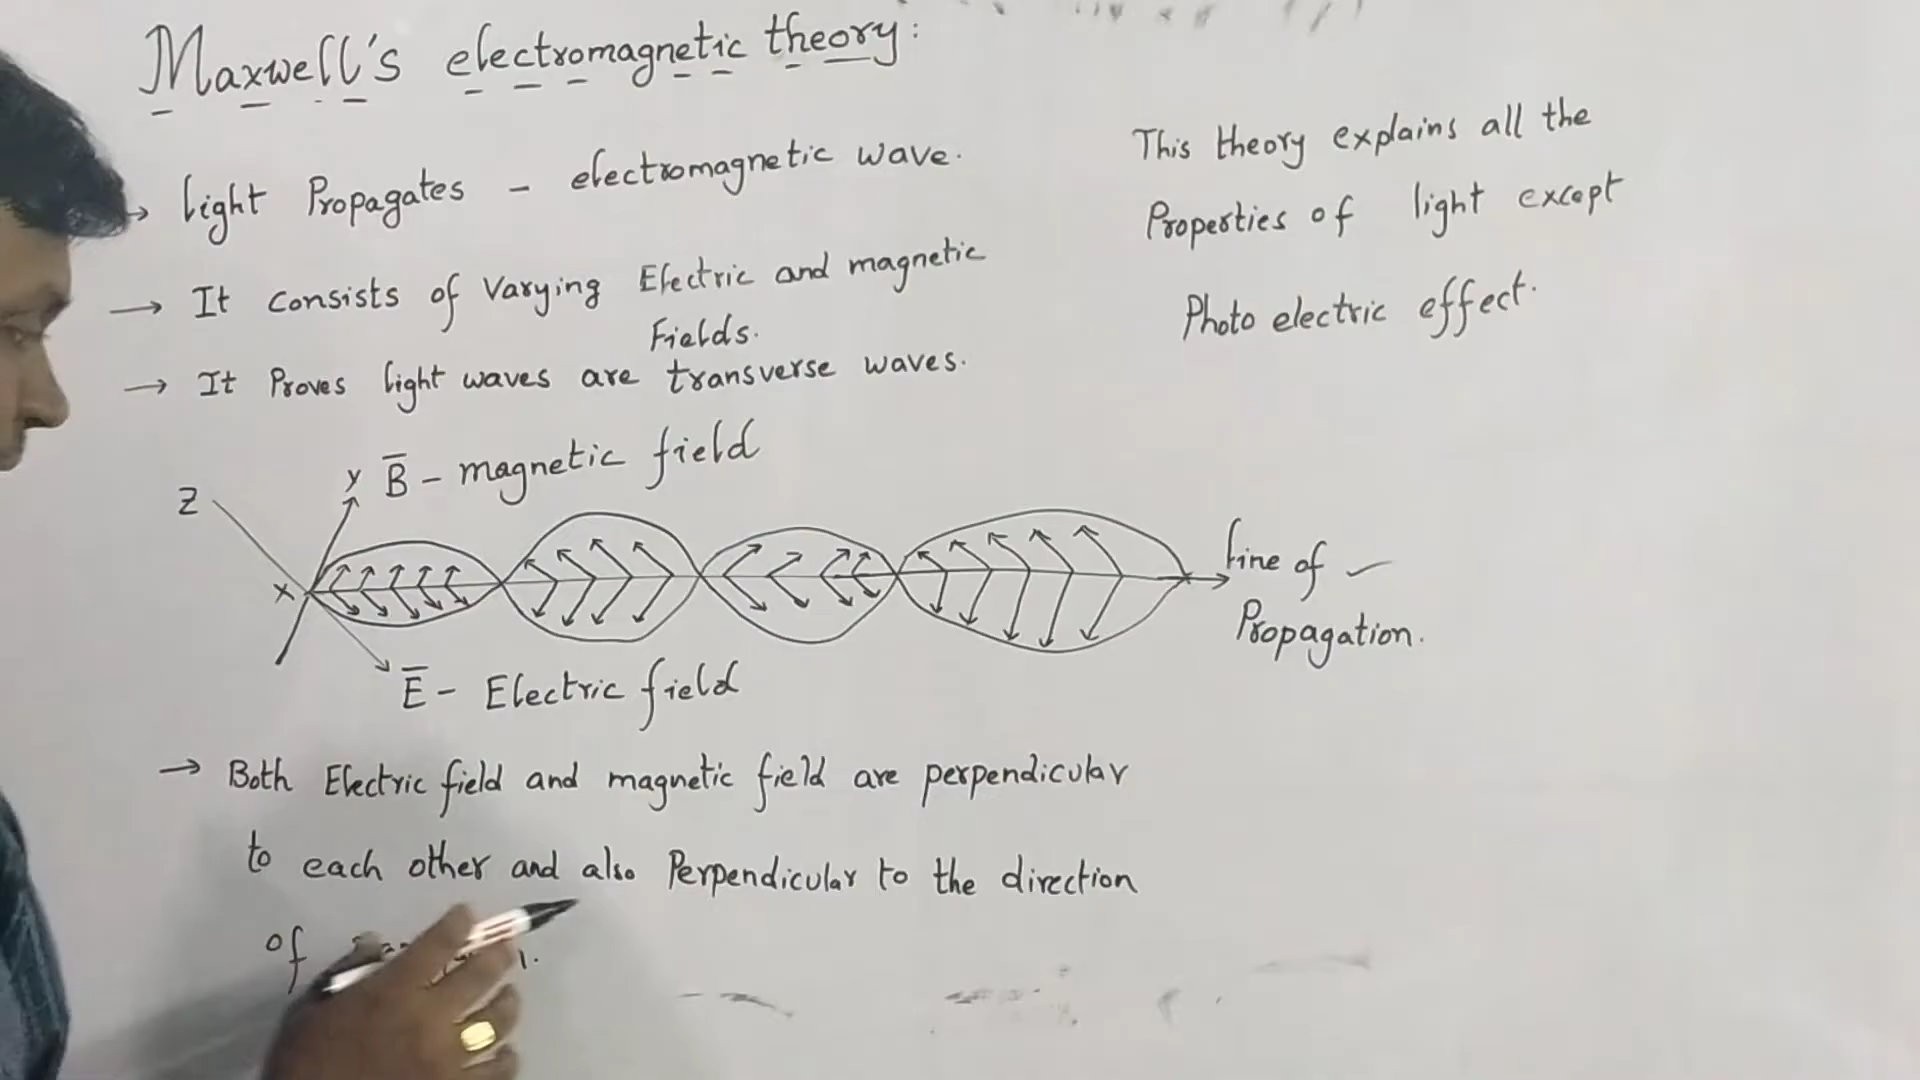 Maxwell's electromagnetic theory:
→ light Propagates - electromagnetic wave.
→ It consists of Varying Electric and magnetic
Fields.
→ It Proves light waves are transverse waves.
This theory explains all the
Properties of light except
Photo electric effect.
Z
Y
B̅ - magnetic field
X
line of
Propagation.
E̅ - Electric field
→ Both Electric field and magnetic field are perpendicular
to each other and also Perpendicular to the direction
of